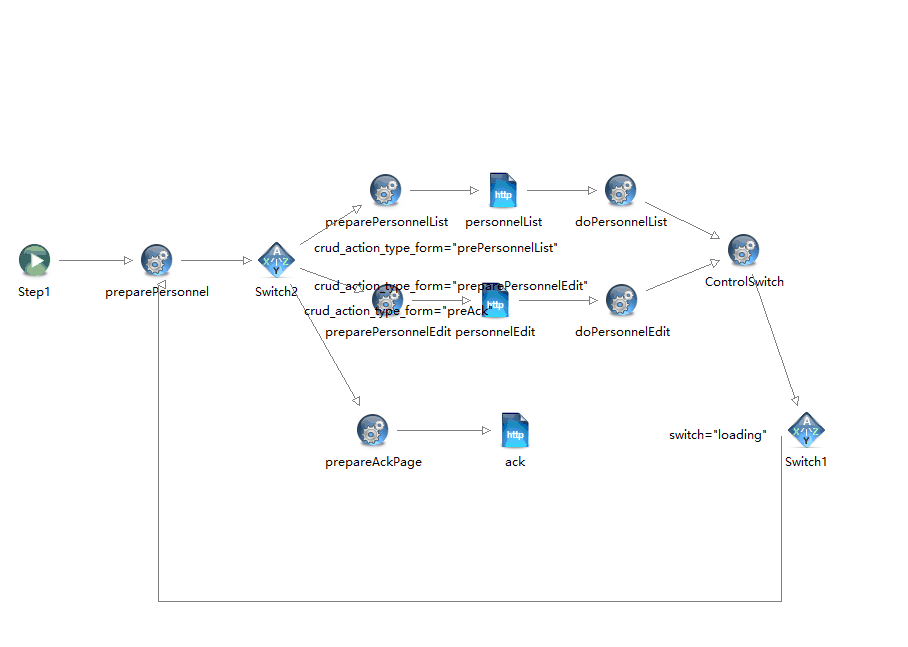 http
preparePersonnelList
personnelList
doPersonnelList
crud_action_type_form="prePersonnelList"
A
X Z
Y
Step1
preparePersonnel
Switch2
ControlSwitch
crud_action_type_form="preparePersonnelEdit"
http
crud_action_type_form="preAck"
preparePersonnelEdit
personnelEdit
doPersonnelEdit
A
X Z
Y
http
switch="loading"
prepareAckPage
ack
Switch1